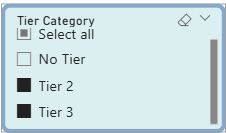 Tier Category
Select all
No Tier
Tier 2
Tier 3